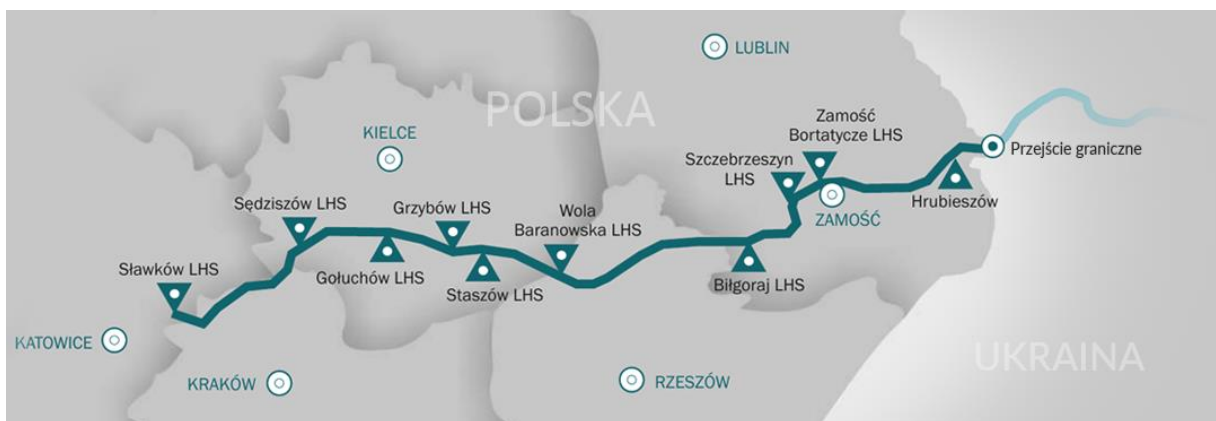 LUBLIN
POLSKA
KIELCE
Zamość
Bortatycze LHS
Szczebrzeszyn
LHS
Przejście graniczne
Sędziszów LHS
Grzybów LHS
Wola
Baranowska LHS
Hrubieszów
ZAMOŚĆ
Sławków LHS
Gołuchów LHS
Staszów LHS
Biłgoraj LHS
KATOWICE
KRAKÓW
RZESZÓW
UKRAINA